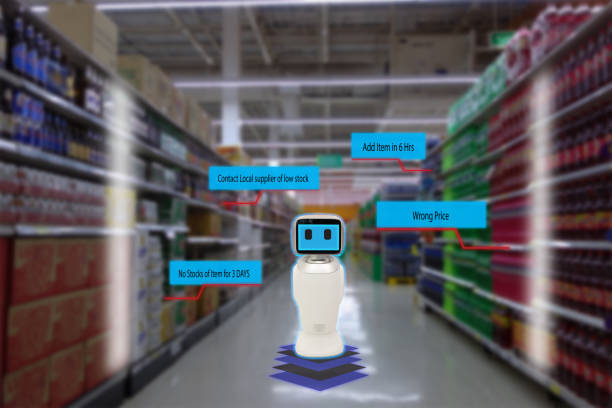 Add Item in 6 Hrs
Contact Local supplier of low stock
Wrong Price
No Stocks of Item for 3 DAYS